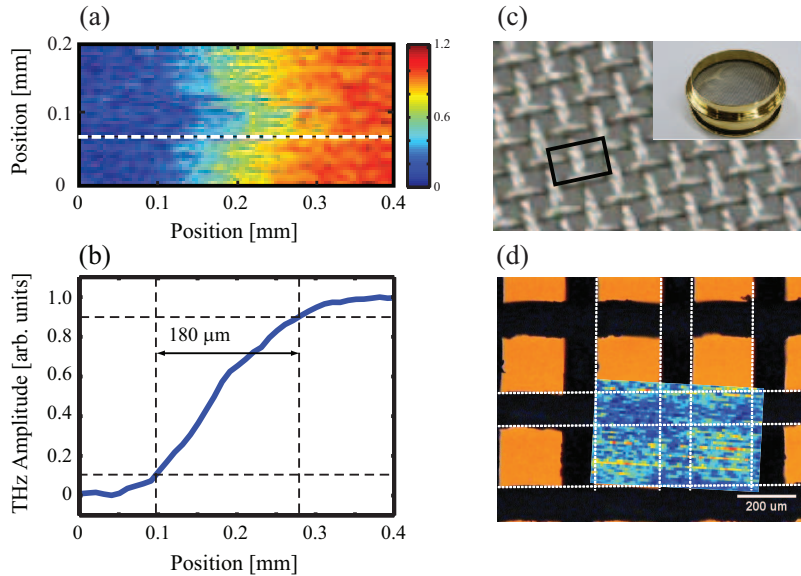 (a)
Position [mm]
0.2
0.1
0
0
0.1
0.2
0.3
0.4
Position [mm]
1.2
0.6
0
(b)
THz Amplitude [arb. units]
1.0
0.8
0.6
0.4
0.2
0
180 µm
0
0.1
0.2
0.3
0.4
Position [mm]
(c)
(d)
200 um